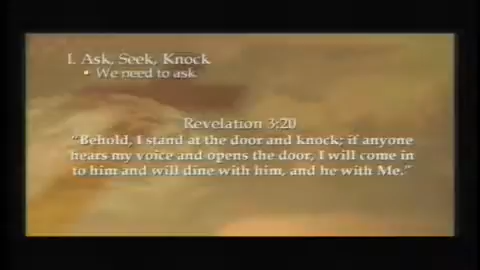 I. Ask, Seek, Knock
• We need to ask
Revelation 3:20
“Behold, I stand at the door and knock; if anyone
hears my voice and opens the door, I will come in
to him and will dine with him, and he with Me.”